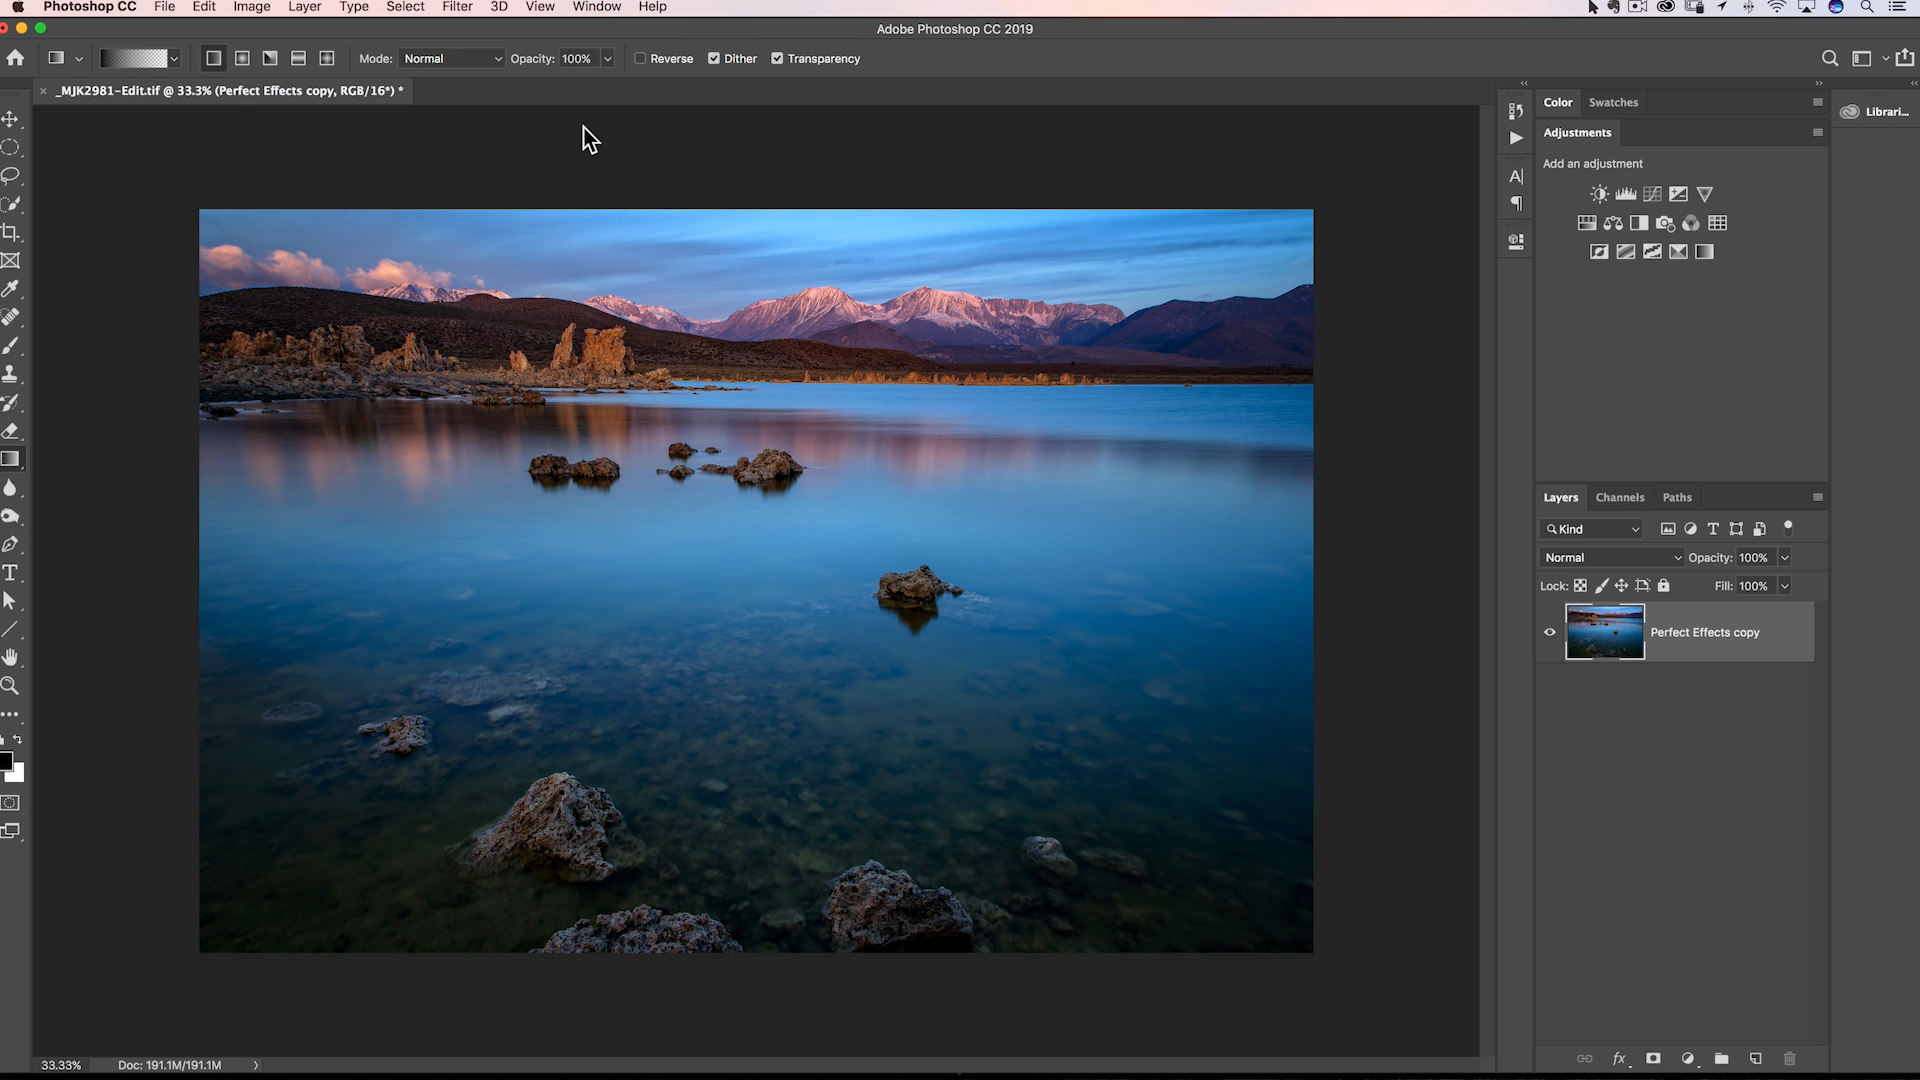 Photoshop CC File Edit Image Layer Type Select Filter 3D View Window Help
Adobe Photoshop CC 2019
Mode: Normal Opacity: 100% Reverse Dither Transparency
× _MJK2981-Edit.tif @ 33.3% (Perfect Effects copy, RGB/16*) *
Color Swatches
Librari...
Adjustments
Add an adjustment
Layers Channels Paths
Kind
Normal Opacity: 100%
Lock: Fill: 100%
Perfect Effects copy
fx
33.33% Doc: 191.1M/191.1M